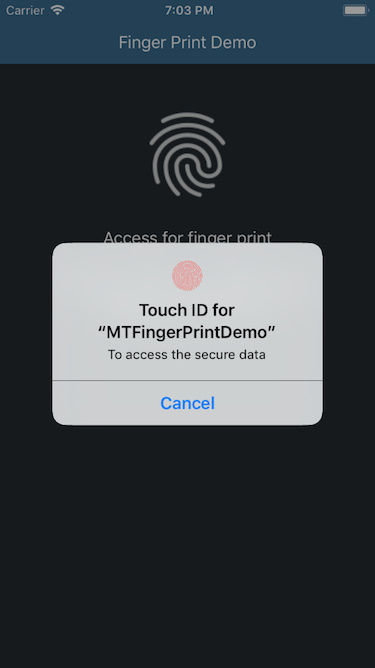 Carrier 7:03 PM
Finger Print Demo
Access for finger print
Touch ID for
“MTFingerPrintDemo”
To access the secure data
Cancel